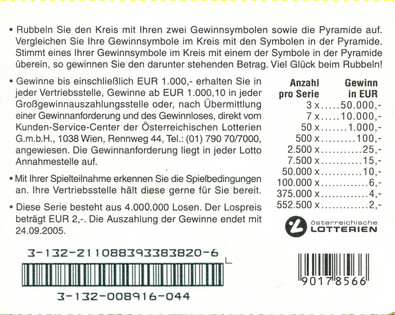 • Rubbeln Sie den Kreis mit Ihren zwei Gewinnsymbolen sowie die Pyramide auf.
Vergleichen Sie Ihre Gewinnsymbole im Kreis mit den Symbolen in der Pyramide.
Stimmt eines Ihrer Gewinnsymbole im Kreis mit einem der Symbole in der Pyramide
überein, so gewinnen Sie den darunter stehenden Betrag. Viel Glück beim Rubbeln!
• Gewinne bis einschließlich EUR 1.000,- erhalten Sie in
jeder Vertriebsstelle, Gewinne ab EUR 1.000,10 in jeder
Großgewinnauszahlungsstelle oder, nach Übermittlung
einer Gewinnanforderung und des Gewinnloses, direkt vom
Kunden-Service-Center der Österreichischen Lotterien
G.m.b.H., 1038 Wien, Rennweg 44, Tel.: (01) 790 70/7000,
angewiesen. Die Gewinnanforderung liegt in jeder Lotto
Annahmestelle auf.
• Mit Ihrer Spielteilnahme erkennen Sie die Spielbedingungen
an. Ihre Vertriebsstelle hält diese gerne für Sie bereit.
• Diese Serie besteht aus 4.000.000 Losen. Der Lospreis
beträgt EUR 2,-. Die Auszahlung der Gewinne endet mit
24.09.2005.
Anzahl Gewinn
pro Serie in EUR
3 x.....50.000,-
7 x.....10.000,-
50 x.......1.000,-
500 x..........100,-
2.500 x............25,-
7.500 x............15,-
50.000 x............10,-
100.000 x..............6,-
375.000 x..............4,-
552.500 x..............2,-
österreichische
LOTTERIEN
3-132-211088393383820-6
3-132-008916-044
90178566